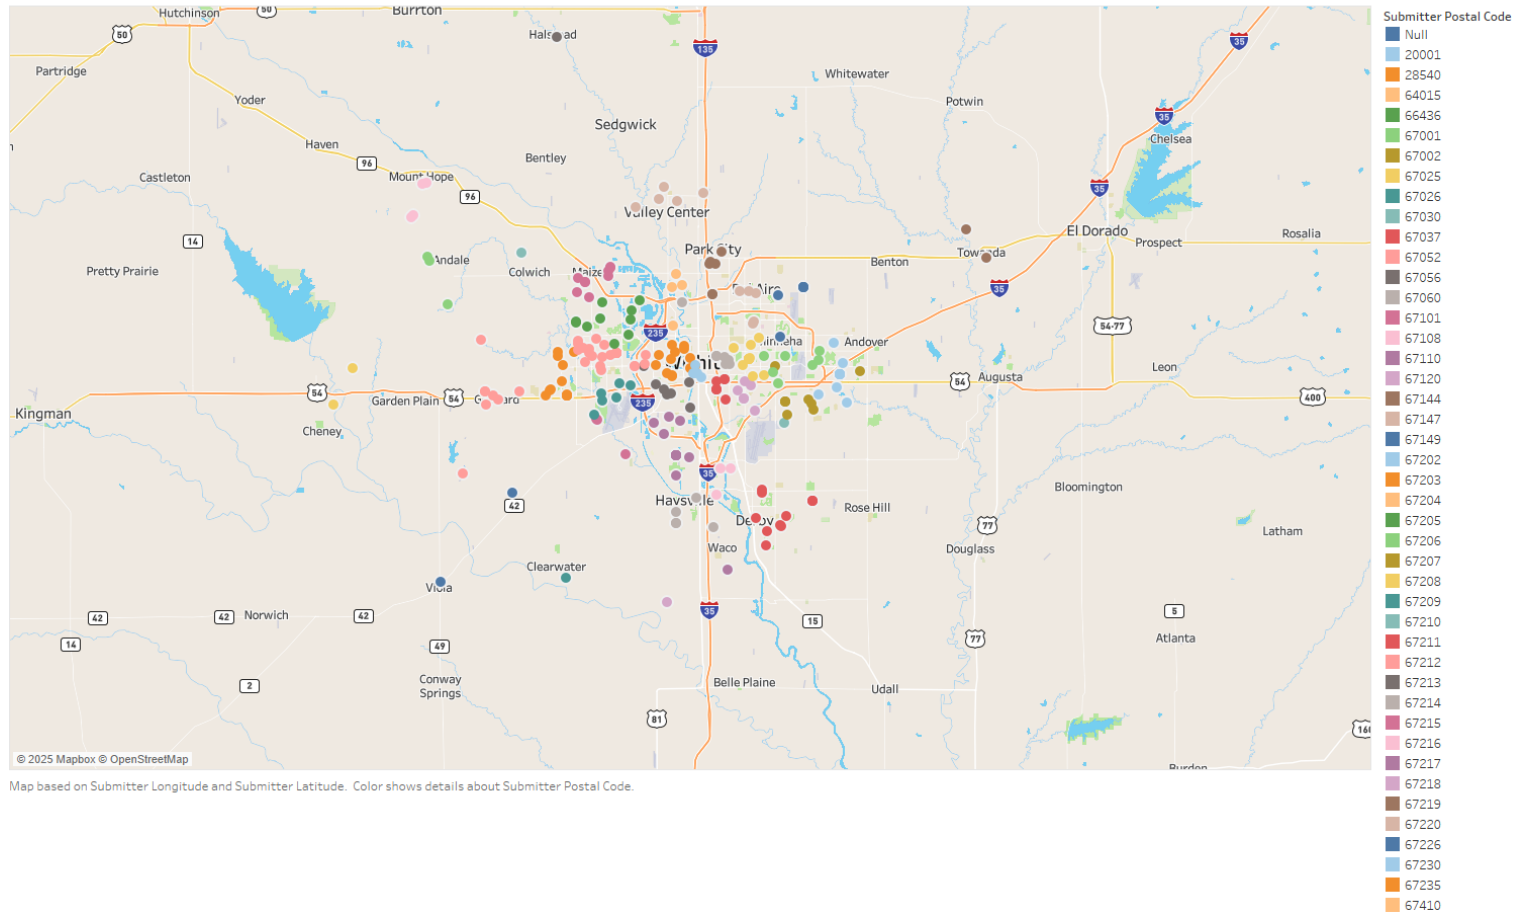 Hutchinson
50
Burrton
50
Halstead
135
35
Partridge
Whitewater
Yoder
Potwin
35
Sedgwick
Chelsea
Haven
96
Bentley
Castleton
Mount Hope
96
35
Valley Center
14
El Dorado
Rosalia
Prospect
Park City
Towanda
Andale
Benton
Pretty Prairie
Colwich
Maize
35
54-77
235
Andover
Leon
54
Augusta
54
Garden Plain
54
400
Kingman
235
Cheney
35
Bloomington
42
Haysville
Rose Hill
Derby
77
Latham
Waco
Douglass
Clearwater
Viola
35
42
42
Norwich
42
15
5
14
49
77
Atlanta
Conway
Springs
2
Belle Plaine
Udall
81
© 2025 Mapbox © OpenStreetMap
Map based on Submitter Longitude and Submitter Latitude. Color shows details about Submitter Postal Code.
Submitter Postal Code
Null
20001
28540
64015
66436
67001
67002
67025
67026
67030
67037
67052
67056
67060
67101
67108
67110
67120
67144
67147
67149
67202
67203
67204
67205
67206
67207
67208
67209
67210
67211
67212
67213
67214
67215
67216
67217
67218
67219
67220
67226
67230
67235
67410